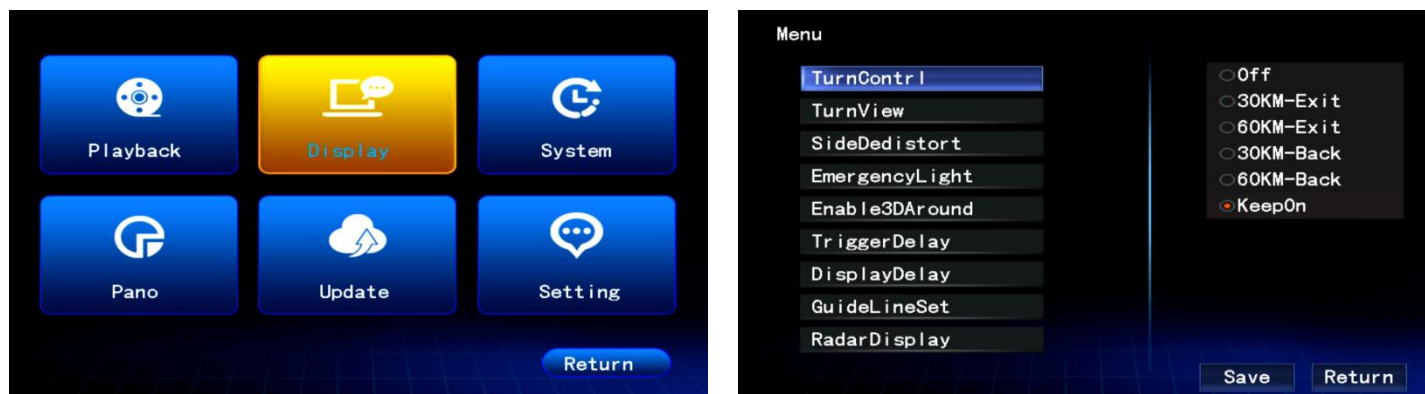 Playback
Display
System
Pano
Update
Setting
Return
Menu
TurnContrl
TurnView
SideDedistort
EmergencyLight
Enable3DAround
TriggerDelay
DisplayDelay
GuideLineSet
RadarDisplay
Off
30KM-Exit
60KM-Exit
30KM-Back
60KM-Back
KeepOn
Save
Return